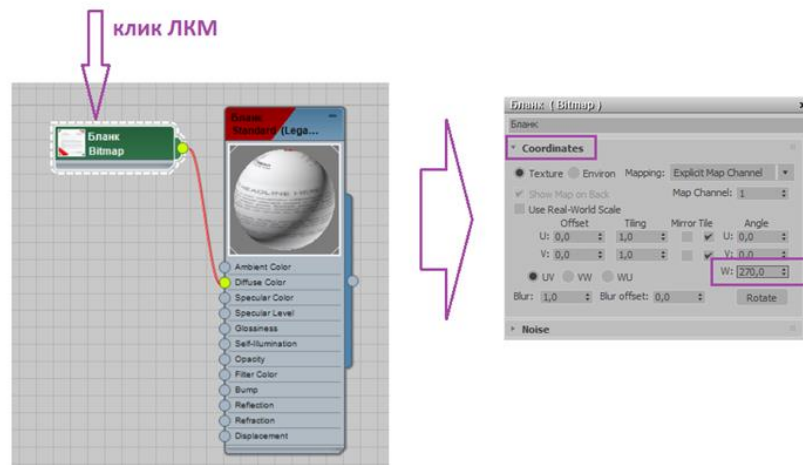 клик ЛКМ
Бланк
Bitmap
Бланк
Standard (Lega...
HEADLINE
Ambient Color
Diffuse Color
Specular Color
Specular Level
Glossiness
Self-Illumination
Opacity
Filter Color
Bump
Reflection
Refraction
Displacement
Бланк ( Bitmap ) x
Бланк
Coordinates
Texture Environ Mapping: Explicit Map Channel
Show Map on Back Map Channel: 1
Use Real-World Scale
Offset Tiling Mirror Tile Angle
U: 0,0 1,0 U: 0,0
V: 0,0 1,0 V: 0,0
UV VW WU W: 270,0
Blur: 1,0 Blur offset: 0,0 Rotate
Noise